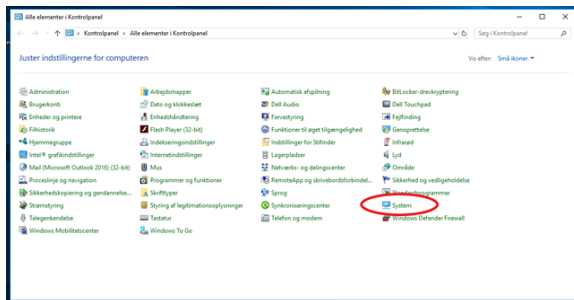 Alle elementer i Kontrolpanel
Kontrolpanel › Alle elementer i Kontrolpanel
Søg i Kontrolpanel
Juster indstillingerne for computeren
Vis efter: Små ikoner
Administration
Arbejdsmapper
Automatisk afspilning
BitLocker-drevkryptering
Brugerkonti
Dato og klokkeslæt
Dell Audio
Dell Touchpad
Enheder og printere
Enhedshåndtering
Farvestyring
Fejlfinding
Filhistorik
Flash Player (32-bit)
Funktioner til øget tilgængelighed
Genoprettelse
Hjemmegruppe
Indekseringsindstillinger
Indstillinger for Stifinder
Infrarød
Intel® grafikindstillinger
Internetindstillinger
Lagerpladser
Lyd
Mail (Microsoft Outlook 2016) (32-bit)
Mus
Netværks- og delingscenter
Område
Proceslinje og navigation
Programmer og funktioner
RemoteApp og skrivebordsforbindel...
Sikkerhed og vedligeholdelse
Sikkerhedskopiering og gendannelse...
Skrifttyper
Sprog
Standardprogrammer
Strømstyring
Styring af legitimationsoplysninger
Synkroniseringscenter
System
Talegenkendelse
Tastatur
Telefon og modem
Windows Defender Firewall
Windows Mobilitetscenter
Windows To Go